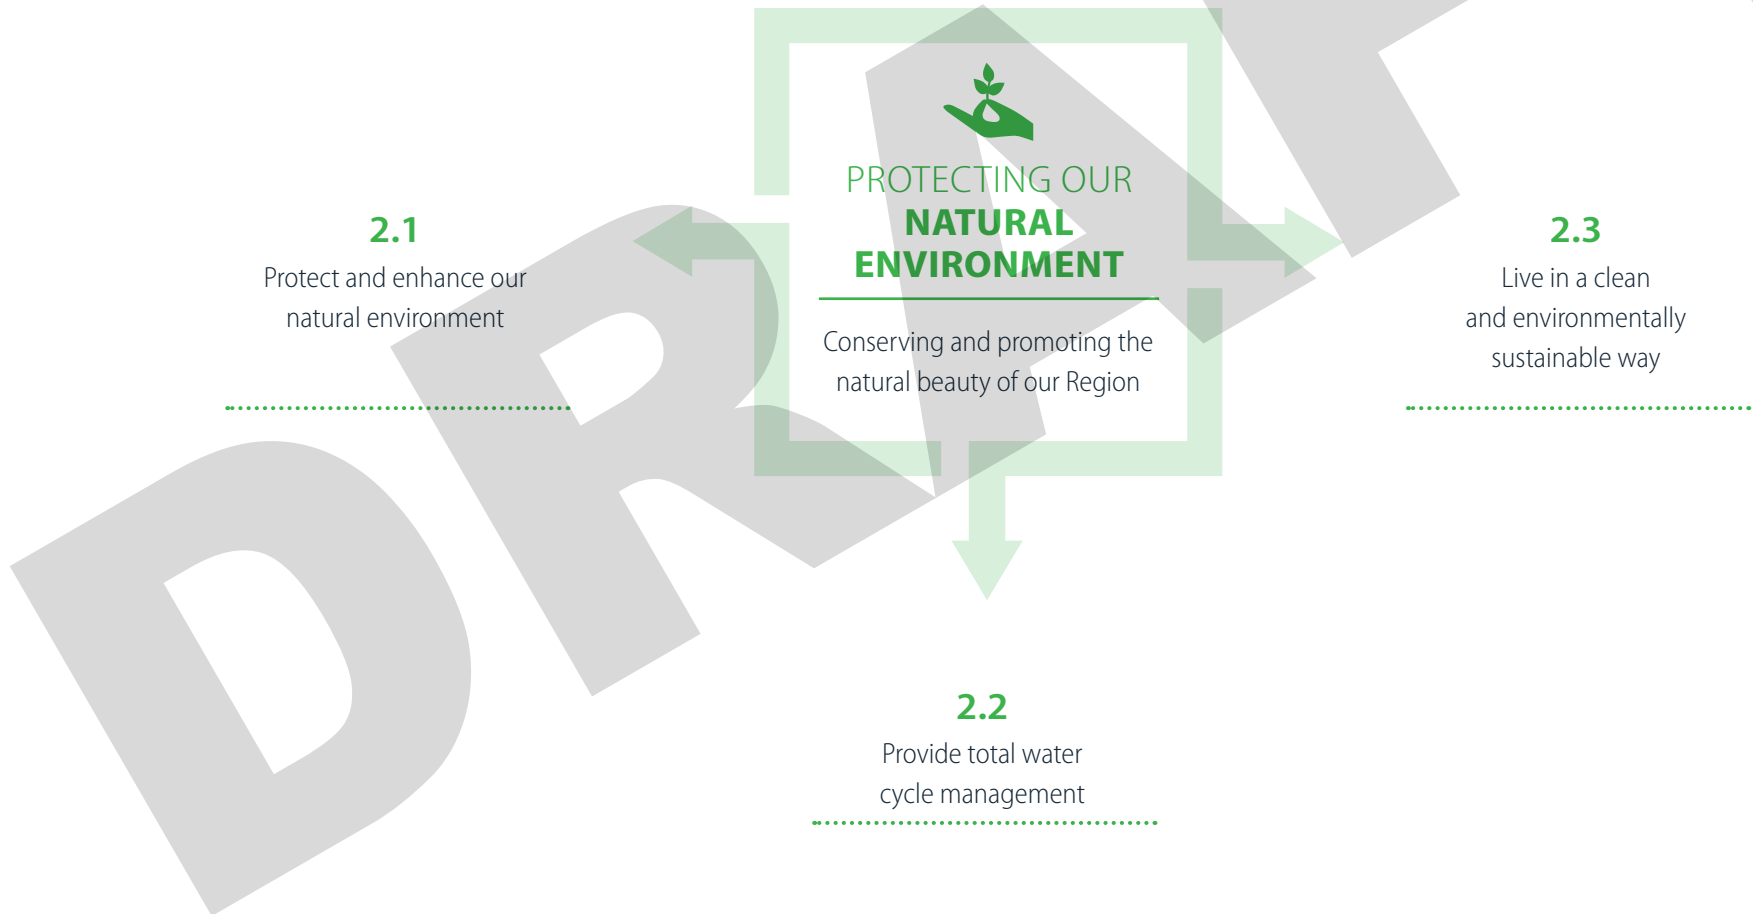 PROTECTING OUR
NATURAL
ENVIRONMENT
Conserving and promoting the
natural beauty of our Region
2.1
Protect and enhance our
natural environment
2.3
Live in a clean
and environmentally
sustainable way
2.2
Provide total water
cycle management
DRAF